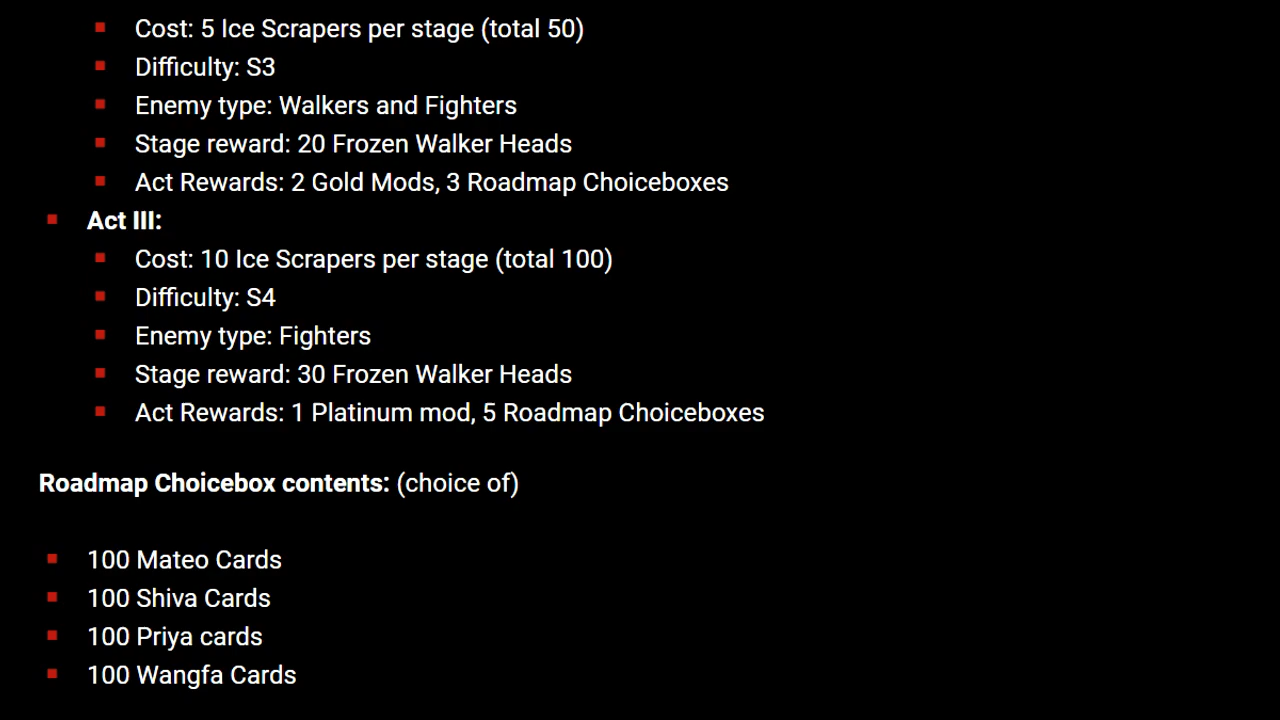 Cost: 5 Ice Scrapers per stage (total 50)
Difficulty: S3
Enemy type: Walkers and Fighters
Stage reward: 20 Frozen Walker Heads
Act Rewards: 2 Gold Mods, 3 Roadmap Choiceboxes
Act III:
Cost: 10 Ice Scrapers per stage (total 100)
Difficulty: S4
Enemy type: Fighters
Stage reward: 30 Frozen Walker Heads
Act Rewards: 1 Platinum mod, 5 Roadmap Choiceboxes
Roadmap Choicebox contents: (choice of)
100 Mateo Cards
100 Shiva Cards
100 Priya cards
100 Wangfa Cards